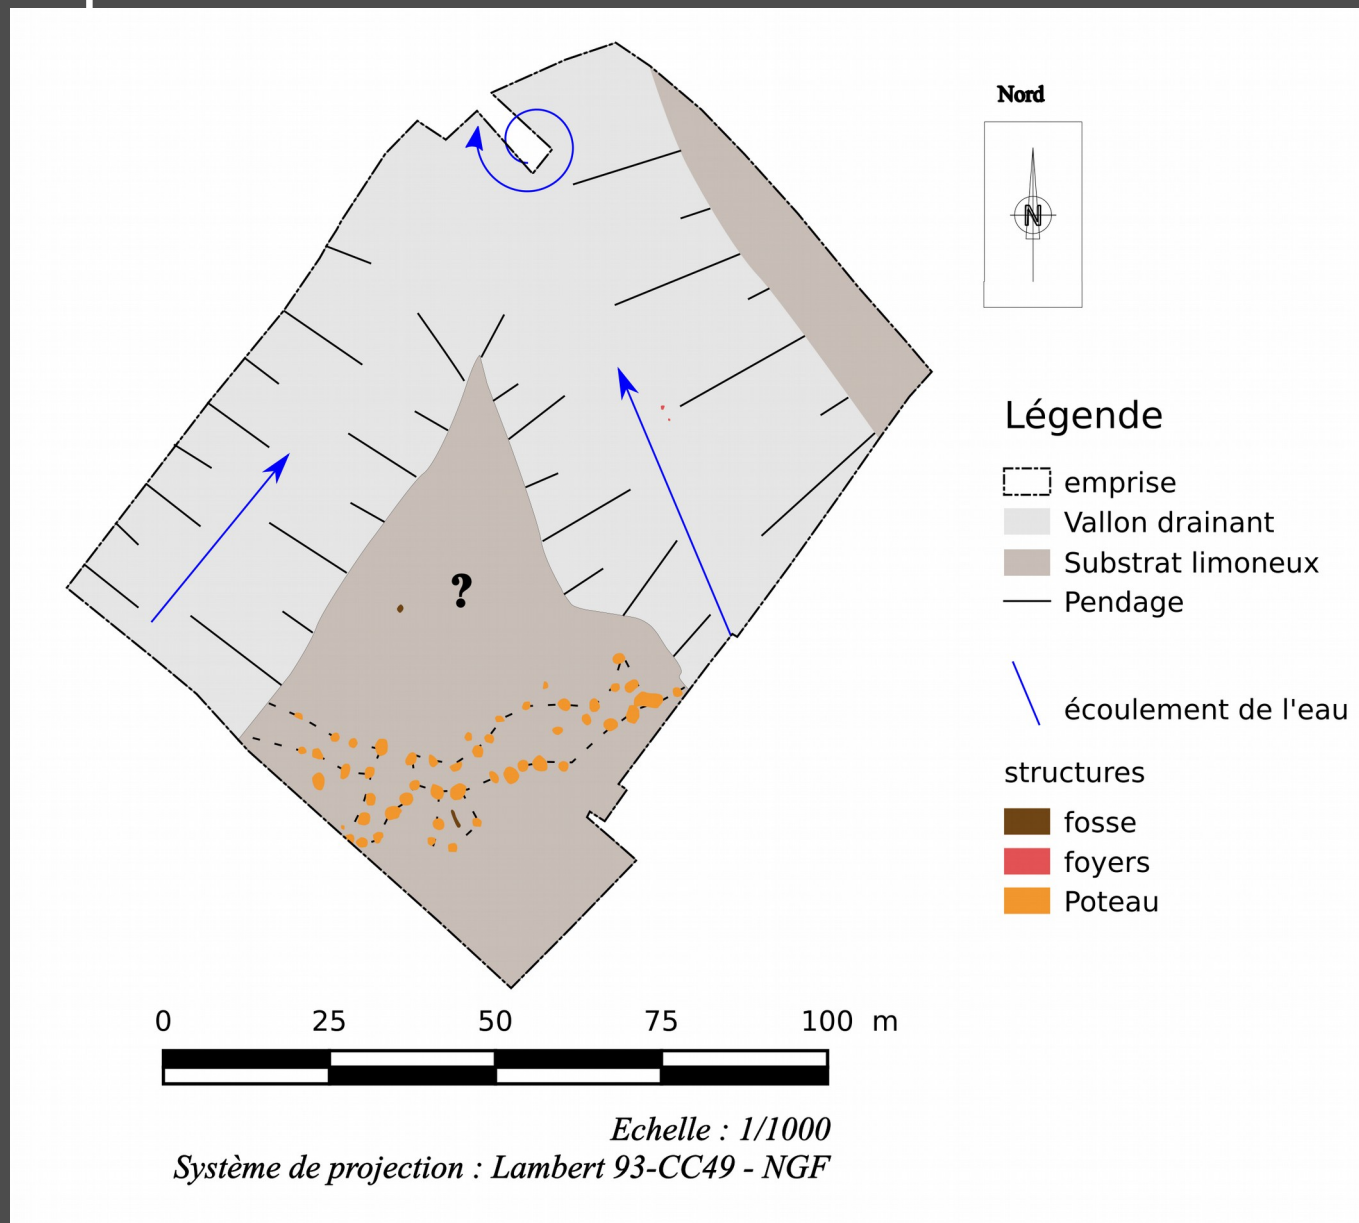 Nord
N
Légende
emprise
Vallon drainant
Substrat limoneux
Pendage
?
écoulement de l'eau
structures
fosse
foyers
Poteau
0 25 50 75 100 m
Echelle : 1/1000
Système de projection : Lambert 93-CC49 - NGF